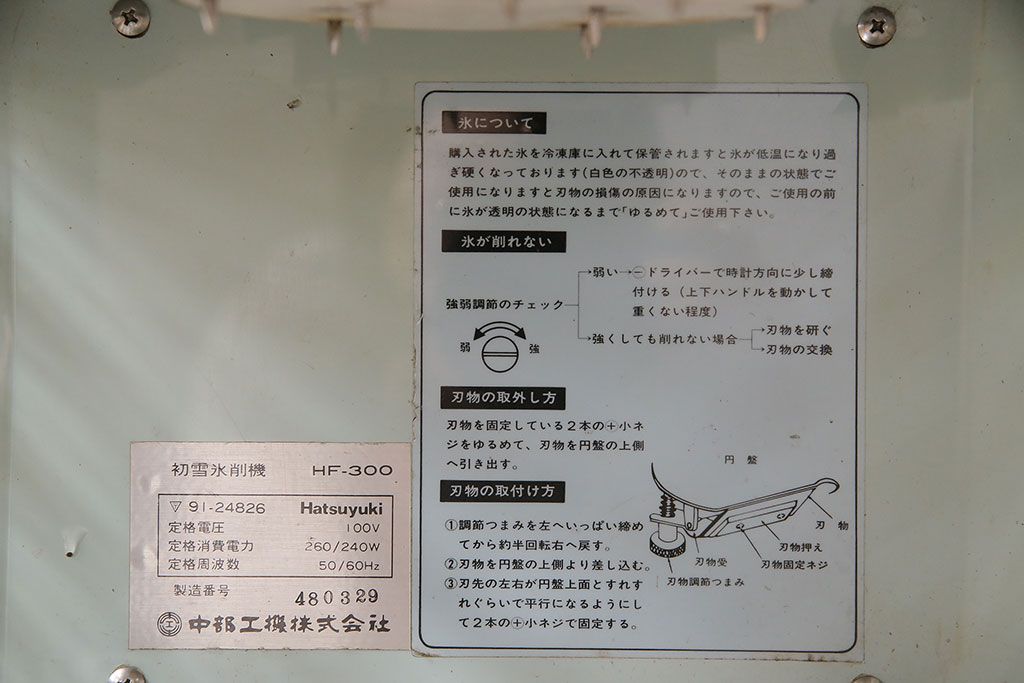 氷について
購入された氷を冷凍庫に入れて保管されますと氷が低温になり過
ぎ硬くなっております(白色の不透明)ので、そのままの状態でご
使用になりますと刃物の損傷の原因になりますので、ご使用の前
に氷が透明の状態になるまで「ゆるめて」ご使用下さい。
氷が削れない
強弱調節のチェック
弱い→㊀ドライバーで時計方向に少し締
付ける(上下ハンドルを動かして
重くない程度)
強くしても削れない場合
刃物を研ぐ
刃物の交換
弱 強
刃物の取外し方
刃物を固定している2本の⊕小ネ
ジをゆるめて、刃物を円盤の上側
へ引き出す。
刃物の取付け方
①調節つまみを左へいっぱい締め
てから約半回転右へ戻す。
②刃物を円盤の上側より差し込む。
③刃先の左右が円盤上面とすれす
れぐらいで平行になるようにし
て2本の⊕小ネジで固定する。
円盤
刃物
刃物押え
刃物受
刃物固定ネジ
刃物調節つまみ
初雪氷削機 HF-300
▽ 91-24826 Hatsuyuki
定格電圧 100V
定格消費電力 260/240W
定格周波数 50/60Hz
製造番号 480329
中部工機株式会社